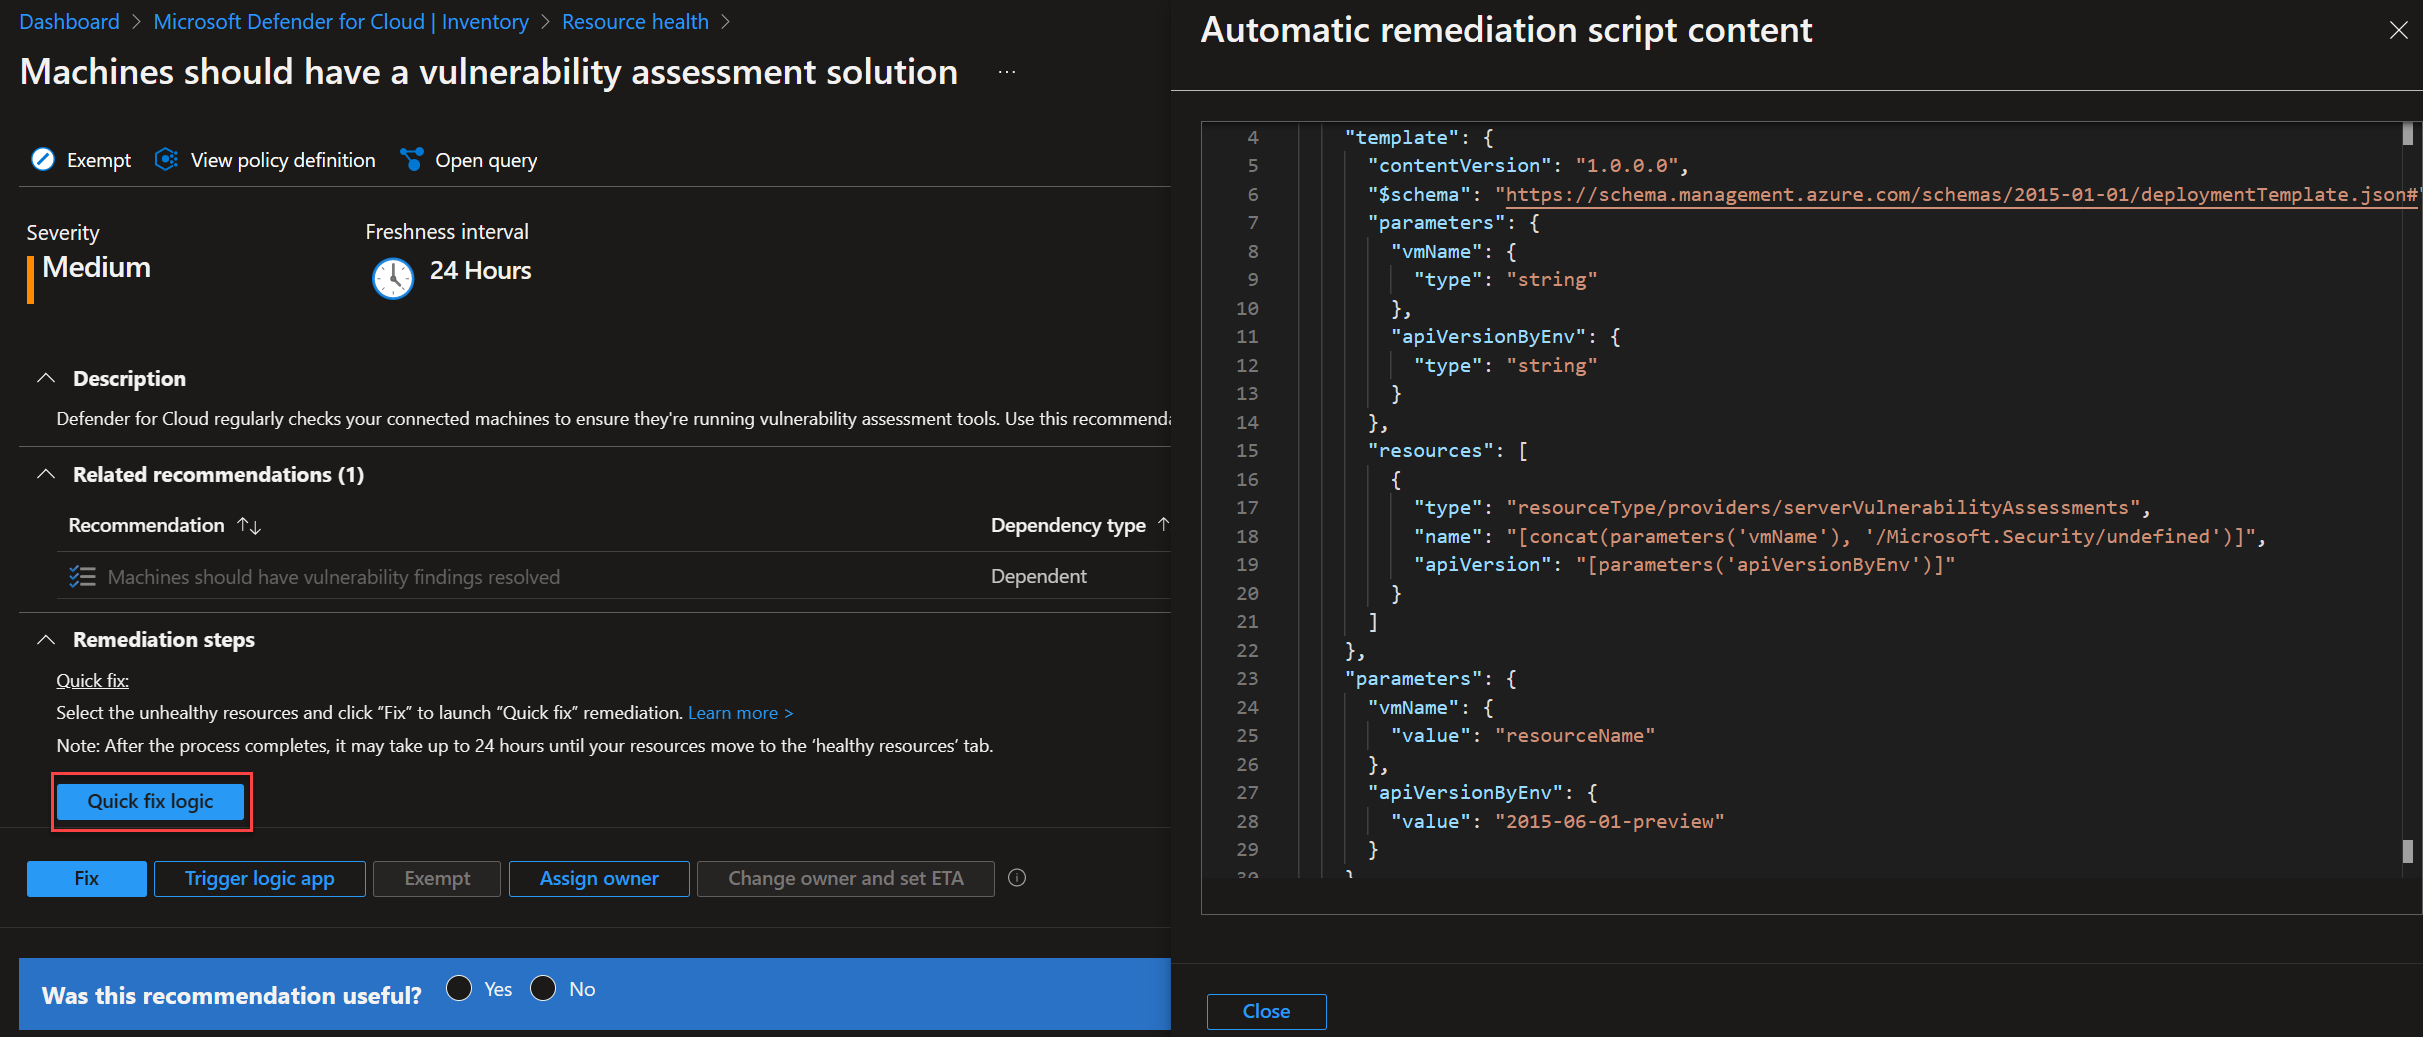 Dashboard > Microsoft Defender for Cloud | Inventory > Resource health >
Machines should have a vulnerability assessment solution ...
Exempt View policy definition Open query
Severity
Medium
Freshness interval
24 Hours
Description
Defender for Cloud regularly checks your connected machines to ensure they're running vulnerability assessment tools. Use this recommenda
Related recommendations (1)
Recommendation ↑↓ Dependency type ↑
Machines should have vulnerability findings resolved Dependent
Remediation steps
Quick fix:
Select the unhealthy resources and click “Fix” to launch “Quick fix” remediation. Learn more >
Note: After the process completes, it may take up to 24 hours until your resources move to the ‘healthy resources’ tab.
Quick fix logic
Fix Trigger logic app Exempt Assign owner Change owner and set ETA
Was this recommendation useful? Yes No
Automatic remediation script content
4 "template": {
5 "contentVersion": "1.0.0.0",
6 "$schema": "https://schema.management.azure.com/schemas/2015-01-01/deploymentTemplate.json#"
7 "parameters": {
8 "vmName": {
9 "type": "string"
10 },
11 "apiVersionByEnv": {
12 "type": "string"
13 }
14 },
15 "resources": [
16 {
17 "type": "resourceType/providers/serverVulnerabilityAssessments",
18 "name": "[concat(parameters('vmName'), '/Microsoft.Security/undefined')]",
19 "apiVersion": "[parameters('apiVersionByEnv')]"
20 }
21 ]
22 },
23 "parameters": {
24 "vmName": {
25 "value": "resourceName"
26 },
27 "apiVersionByEnv": {
28 "value": "2015-06-01-preview"
29 }
30 }
Close